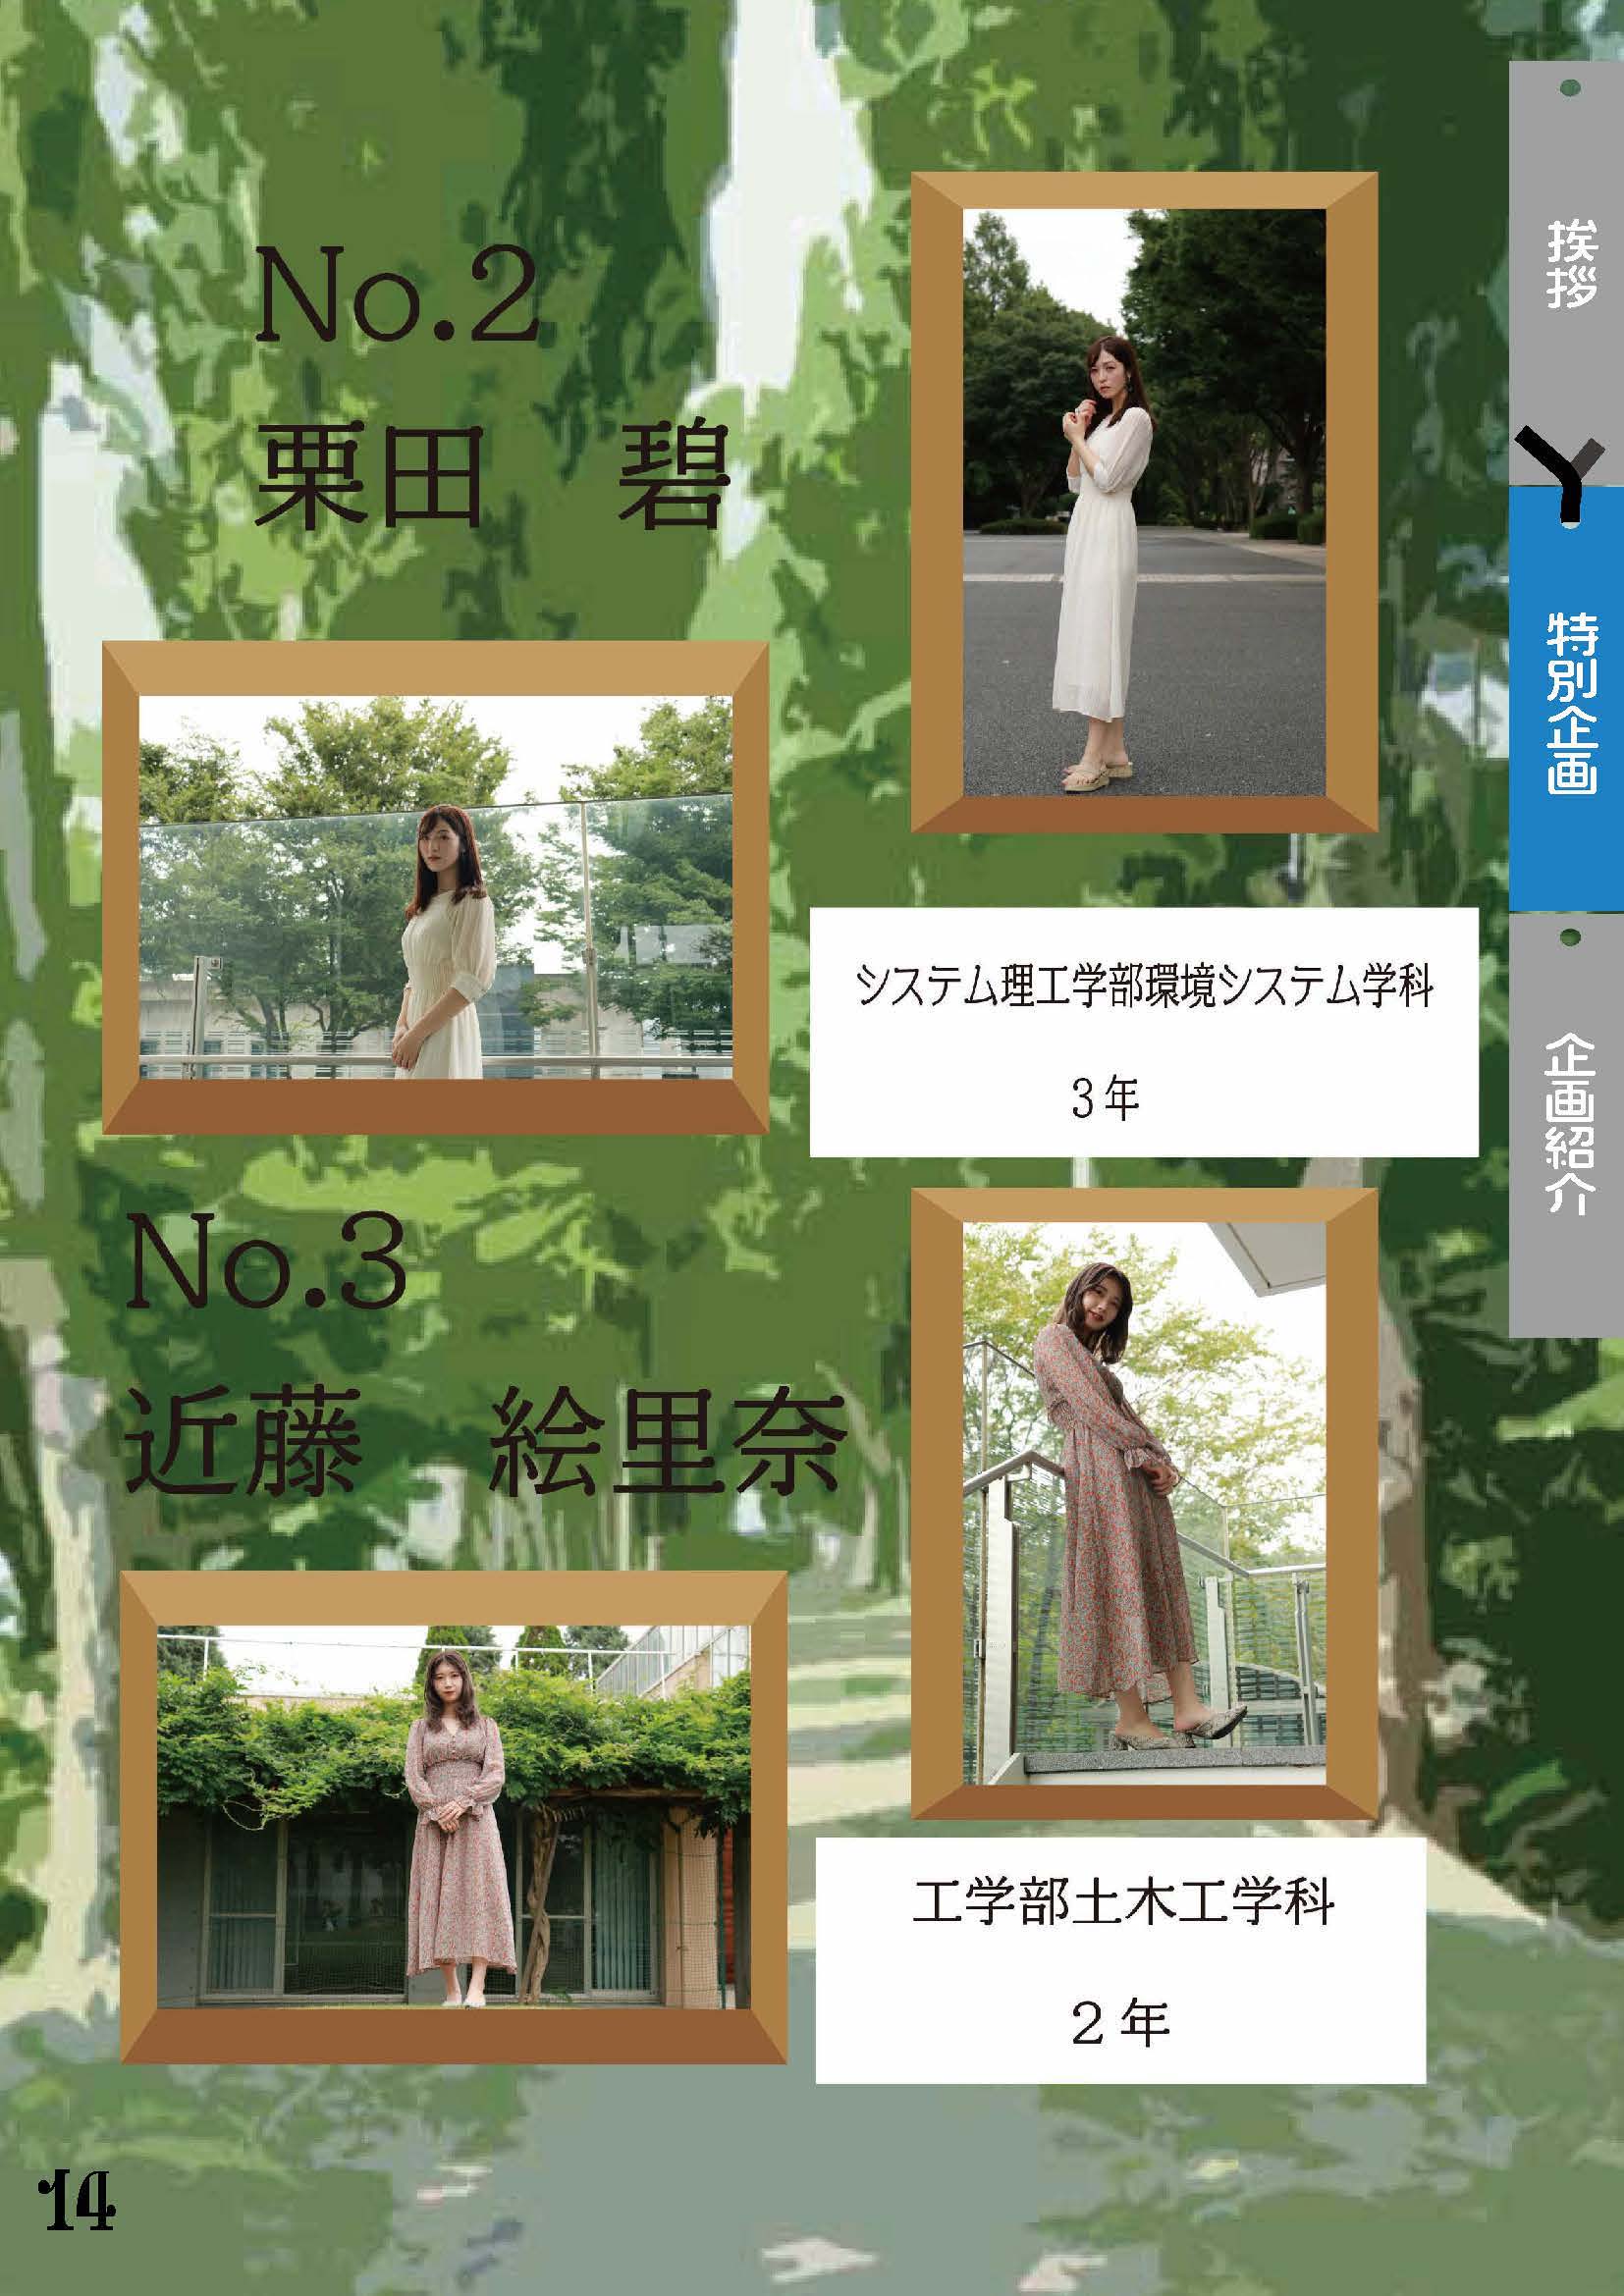 No.2
栗田　碧
システム理工学部環境システム学科
3年
No.3
近藤　絵里奈
工学部土木工学科
2年
挨拶
特別企画
企画紹介
14